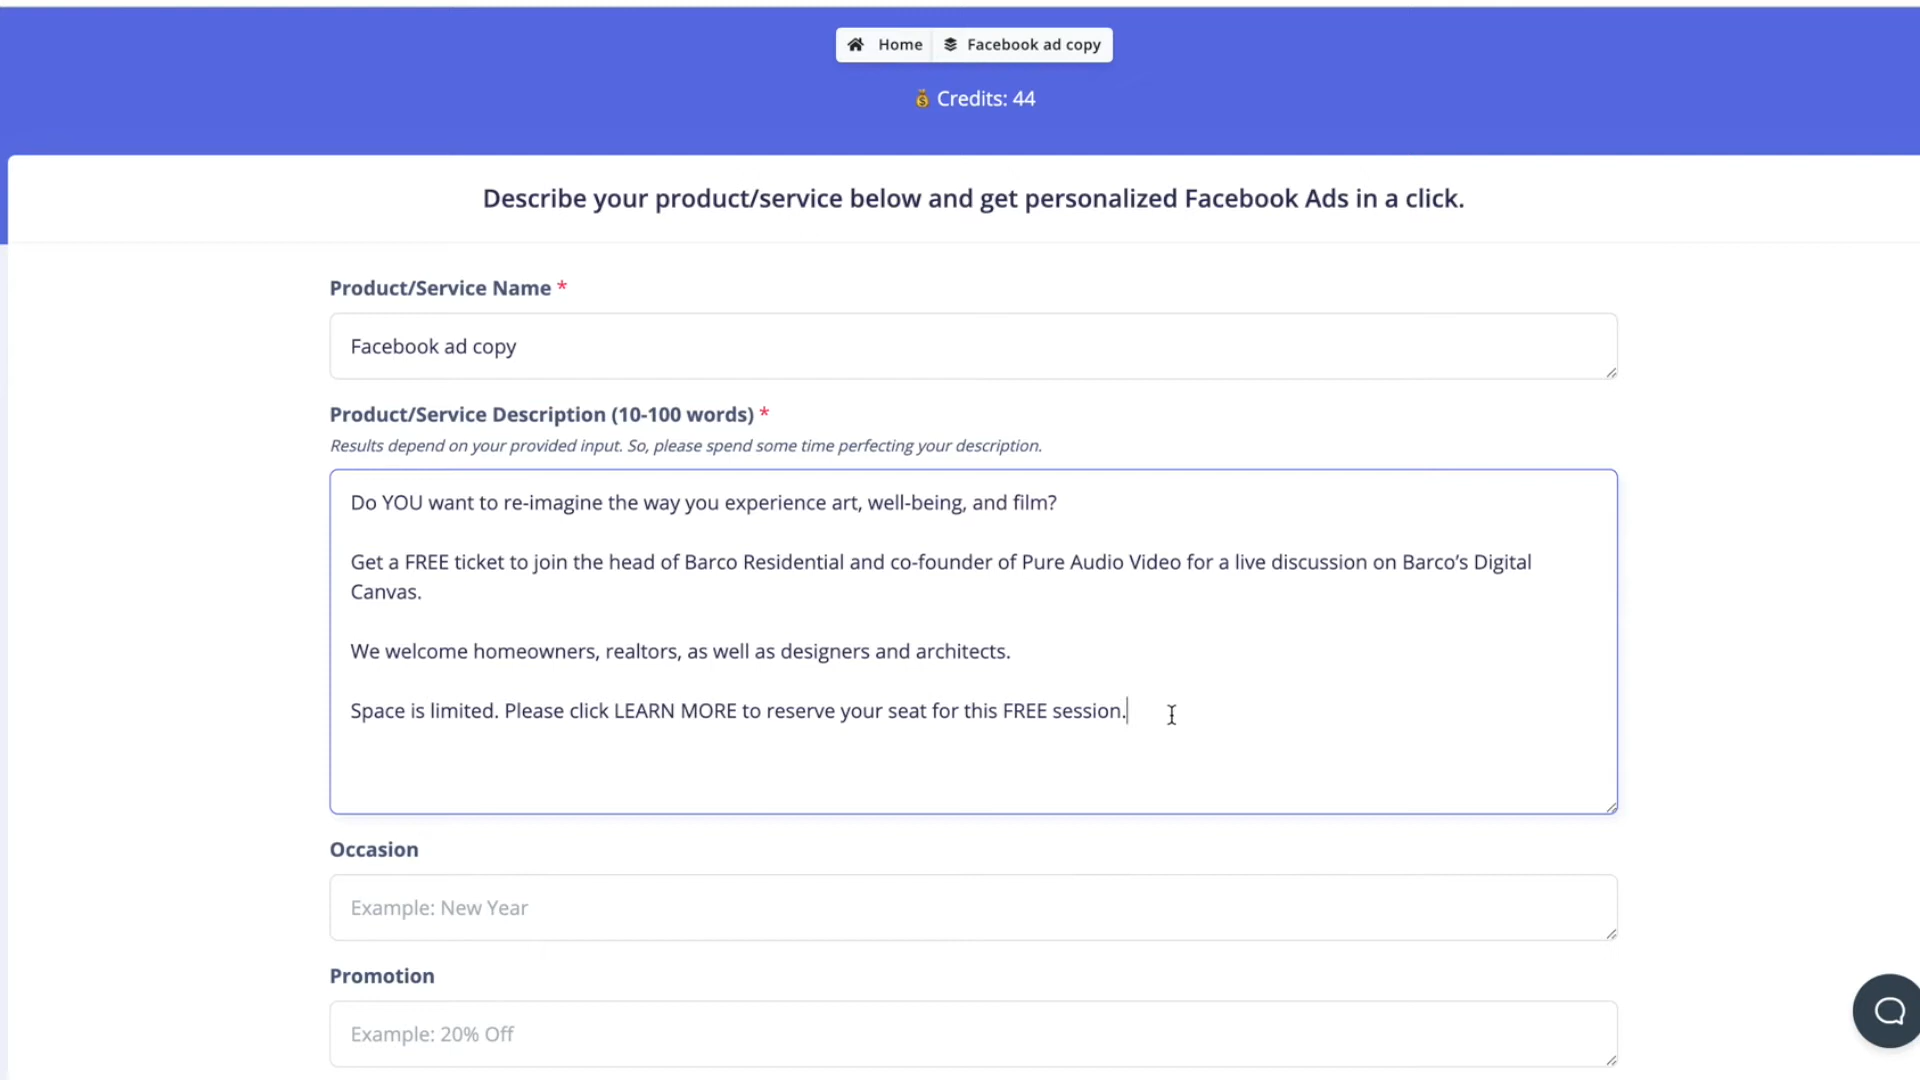 Home Facebook ad copy
Credits: 44
Describe your product/service below and get personalized Facebook Ads in a click.
Product/Service Name *
Facebook ad copy
Product/Service Description (10-100 words) *
Results depend on your provided input. So, please spend some time perfecting your description.
Do YOU want to re-imagine the way you experience art, well-being, and film?
Get a FREE ticket to join the head of Barco Residential and co-founder of Pure Audio Video for a live discussion on Barco’s Digital
Canvas.
We welcome homeowners, realtors, as well as designers and architects.
Space is limited. Please click LEARN MORE to reserve your seat for this FREE session.
Occasion
Example: New Year
Promotion
Example: 20% Off